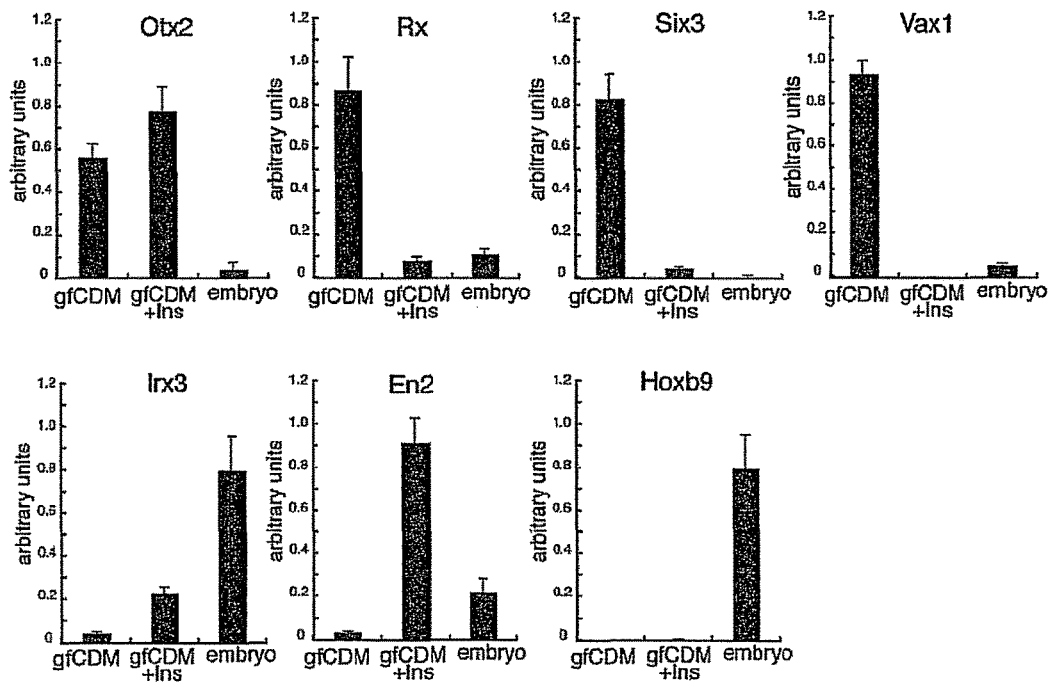 Otx2
1.2
1.0
0.8
0.6
0.4
0.2
0
arbitrary units
gfCDM
gfCDM
+Ins
embryo
Rx
1.2
1.0
0.8
0.6
0.4
0.2
0
arbitrary units
gfCDM
gfCDM
+Ins
embryo
Six3
1.2
1.0
0.8
0.6
0.4
0.2
0
arbitrary units
gfCDM
gfCDM
+Ins
embryo
Vax1
1.2
1.0
0.8
0.6
0.4
0.2
0
arbitrary units
gfCDM
gfCDM
+Ins
embryo
Irx3
1.2
1.0
0.8
0.6
0.4
0.2
0
arbitrary units
gfCDM
gfCDM
+Ins
embryo
En2
1.2
1.0
0.8
0.6
0.4
0.2
0
arbitrary units
gfCDM
gfCDM
+Ins
embryo
Hoxb9
1.2
1.0
0.8
0.6
0.4
0.2
0
arbitrary units
gfCDM
gfCDM
+Ins
embryo